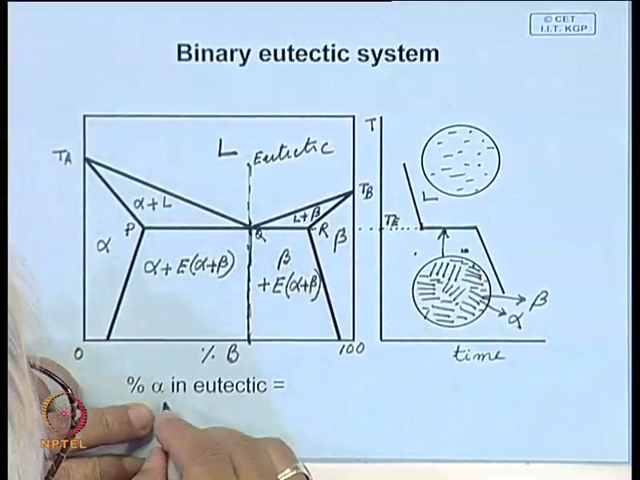 © CET
I.I.T. KGP
Binary eutectic system
T
TA
L
Eutectic
TB
α+L
L+β
L
P
Q
R
TE
α
β
α+E(α+β)
β
+E(α+β)
β
α
0
% B
100
time
% α in eutectic =
NPTEL